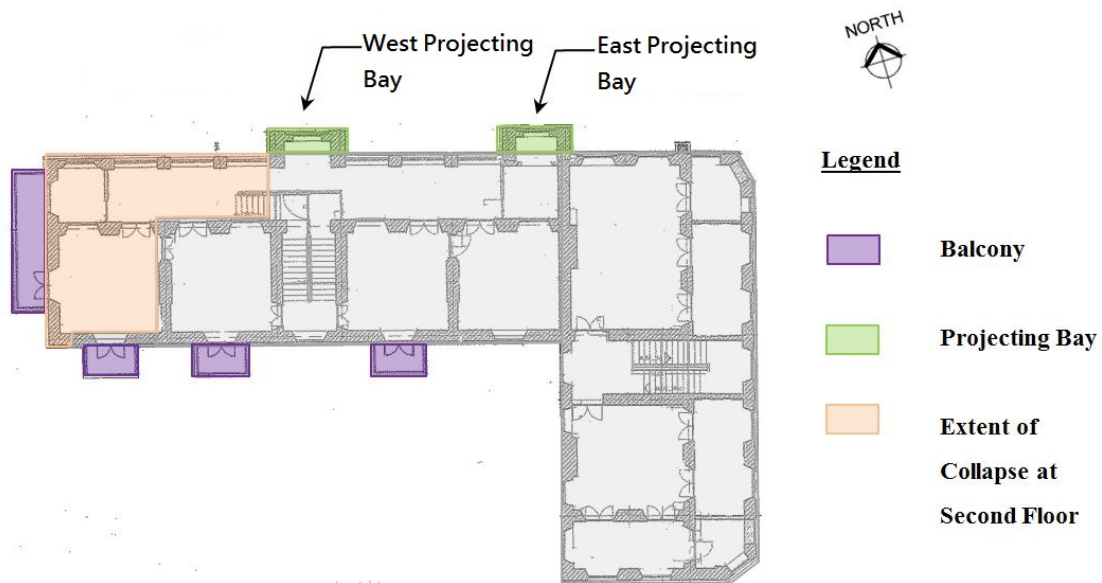 West Projecting
Bay
East Projecting
Bay
NORTH
Legend
Balcony
Projecting Bay
Extent of
Collapse at
Second Floor